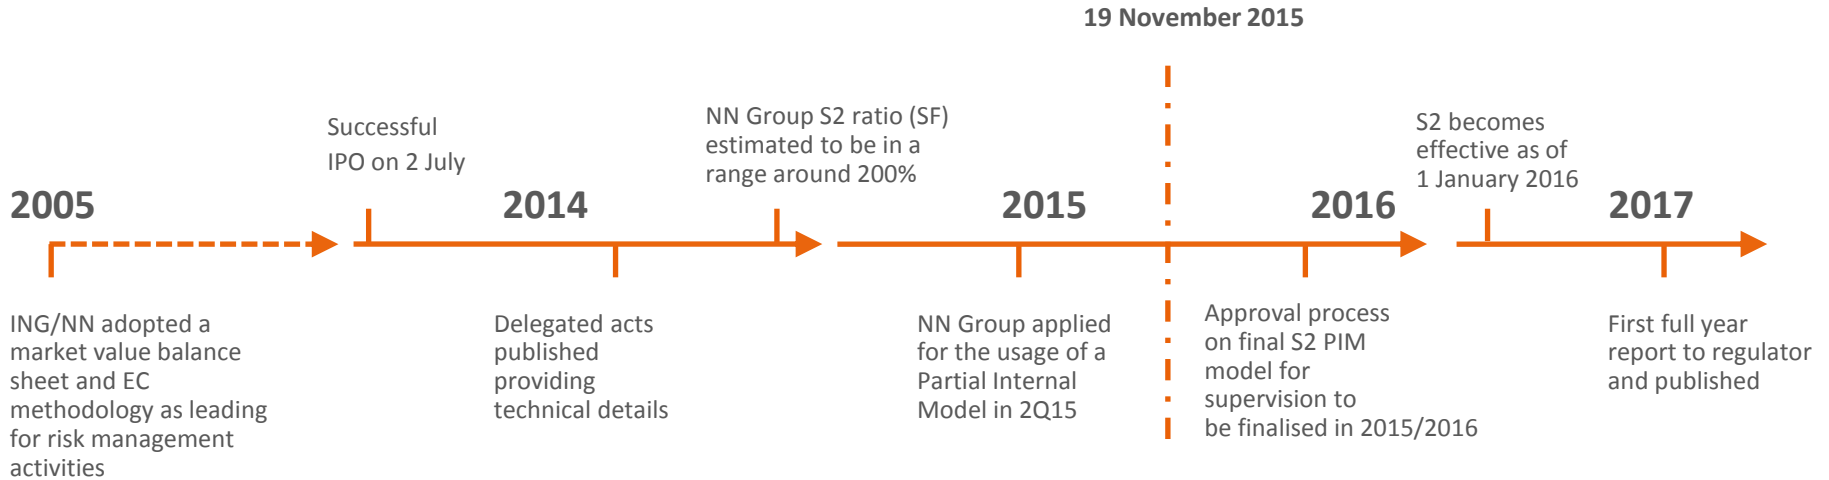 19 November 2015
Successful
IPO on 2 July
NN Group S2 ratio (SF)
estimated to be in a
range around 200%
S2 becomes
effective as of
1 January 2016
2005
2014
2015
2016
2017
ING/NN adopted a
market value balance
sheet and EC
methodology as leading
for risk management
activities
Delegated acts
published
providing
technical details
NN Group applied
for the usage of a
Partial Internal
Model in 2Q15
Approval process
on final S2 PIM
model for
supervision to
be finalised in 2015/2016
First full year
report to regulator
and published